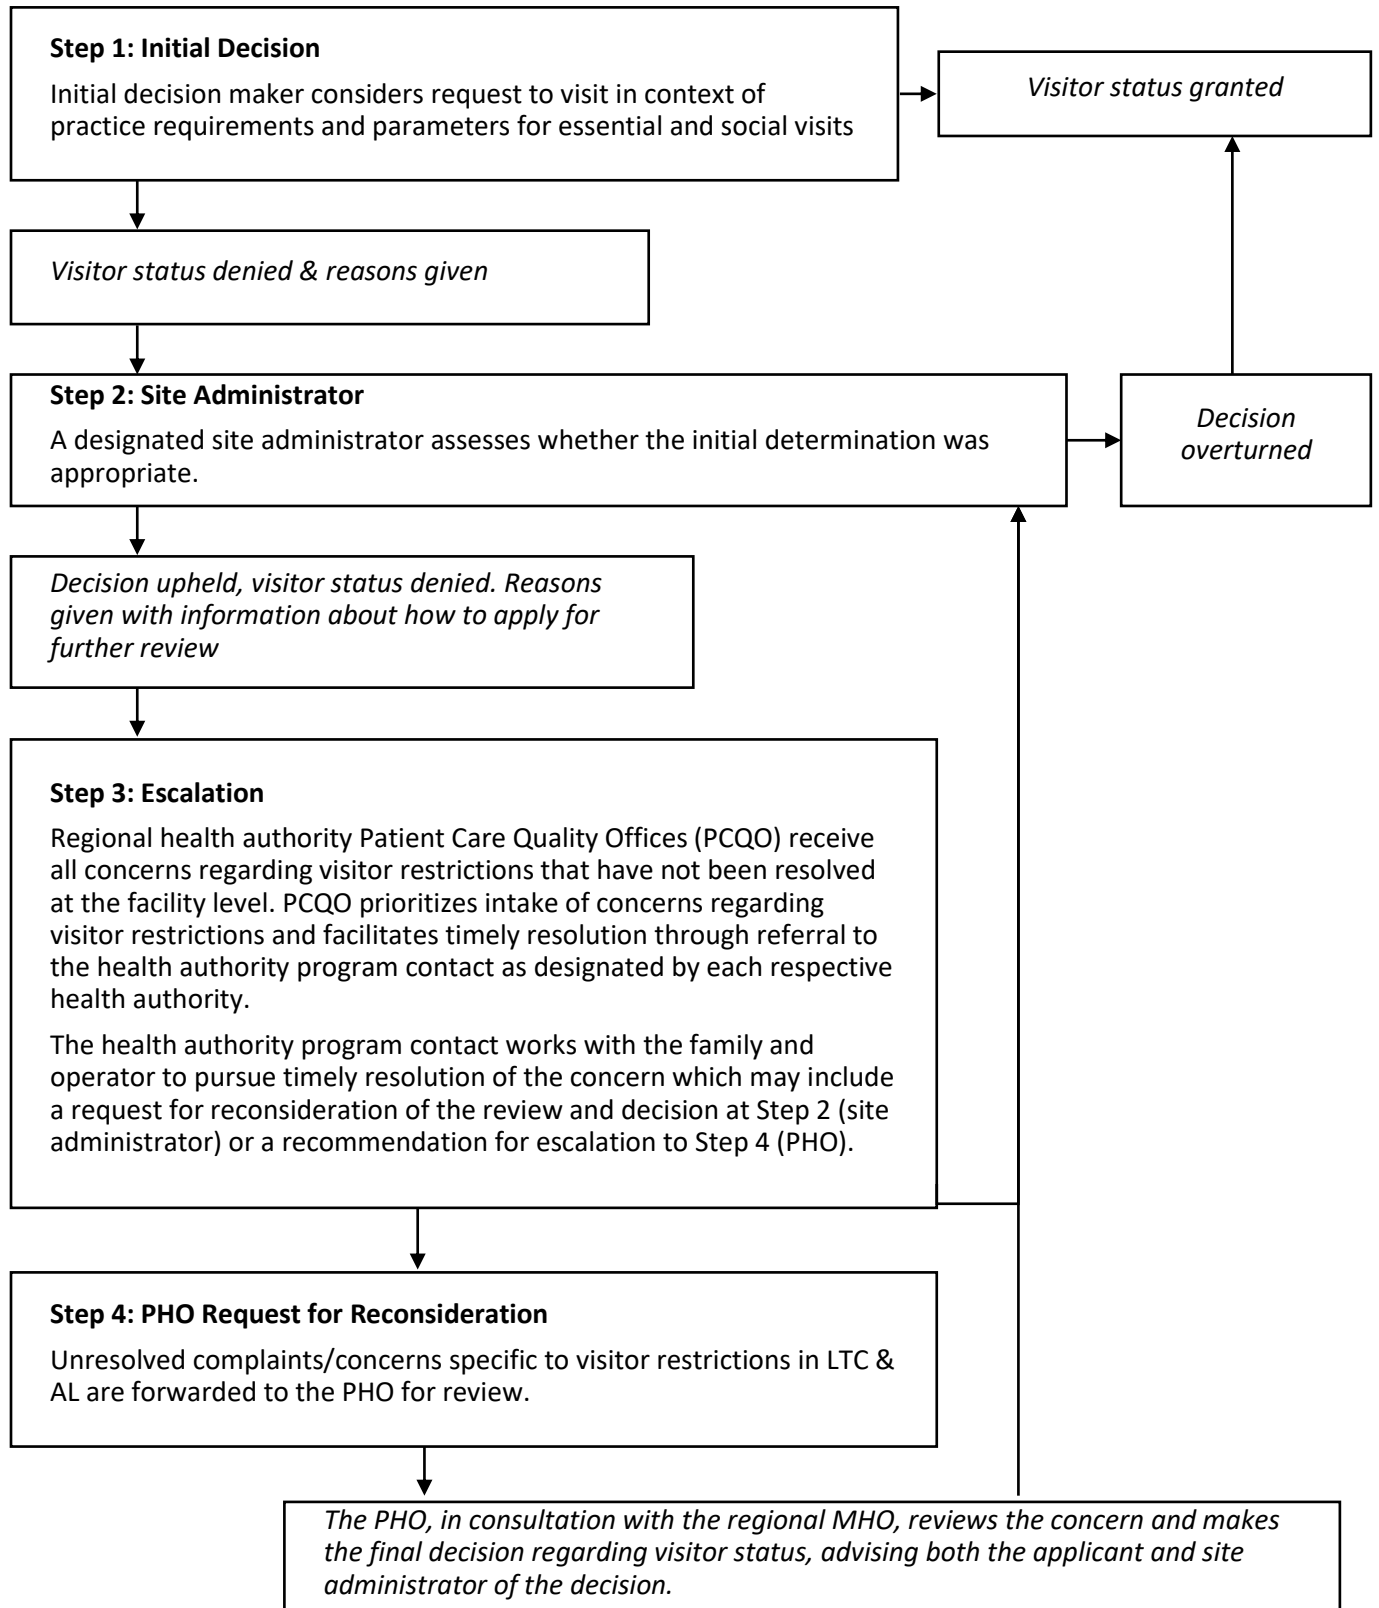 Step 1: Initial Decision
Initial decision maker considers request to visit in context of
practice requirements and parameters for essential and social visits
Visitor status granted
Visitor status denied & reasons given
Step 2: Site Administrator
A designated site administrator assesses whether the initial determination was
appropriate.
Decision
overturned
Decision upheld, visitor status denied. Reasons
given with information about how to apply for
further review
Step 3: Escalation
Regional health authority Patient Care Quality Offices (PCQO) receive
all concerns regarding visitor restrictions that have not been resolved
at the facility level. PCQO prioritizes intake of concerns regarding
visitor restrictions and facilitates timely resolution through referral to
the health authority program contact as designated by each respective
health authority.
The health authority program contact works with the family and
operator to pursue timely resolution of the concern which may include
a request for reconsideration of the review and decision at Step 2 (site
administrator) or a recommendation for escalation to Step 4 (PHO).
Step 4: PHO Request for Reconsideration
Unresolved complaints/concerns specific to visitor restrictions in LTC &
AL are forwarded to the PHO for review.
The PHO, in consultation with the regional MHO, reviews the concern and makes
the final decision regarding visitor status, advising both the applicant and site
administrator of the decision.